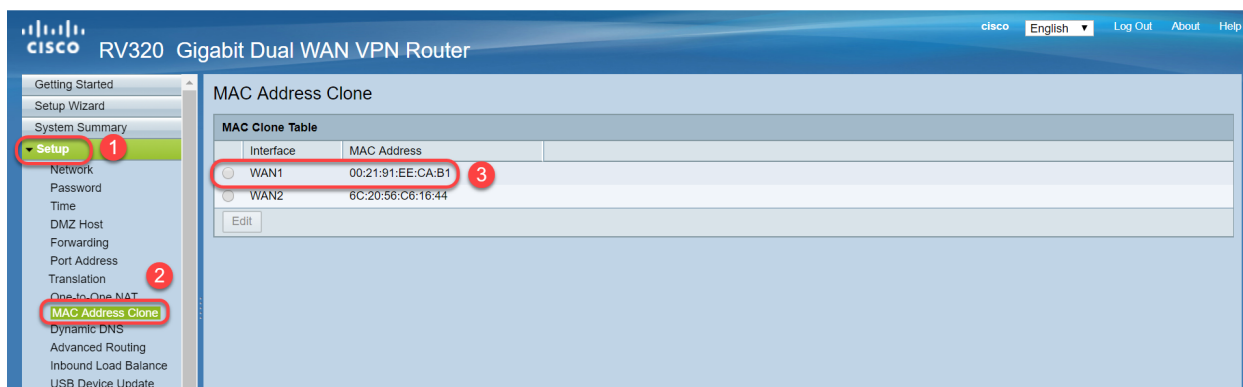 cisco English Log Out About Help
CISCO RV320 Gigabit Dual WAN VPN Router
Getting Started
Setup Wizard
System Summary
Setup 1
Network
Password
Time
DMZ Host
Forwarding
Port Address
Translation
2
One-to-One NAT
MAC Address Clone
Dynamic DNS
Advanced Routing
Inbound Load Balance
USB Device Update
MAC Address Clone
MAC Clone Table
Interface MAC Address
WAN1 00:21:91:EE:CA:B1 3
WAN2 6C:20:56:C6:16:44
Edit